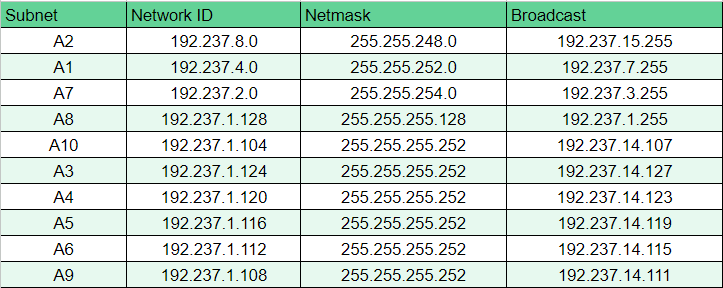 Subnet Network ID Netmask Broadcast
A2 192.237.8.0 255.255.248.0 192.237.15.255
A1 192.237.4.0 255.255.252.0 192.237.7.255
A7 192.237.2.0 255.255.254.0 192.237.3.255
A8 192.237.1.128 255.255.255.128 192.237.1.255
A10 192.237.1.104 255.255.255.252 192.237.14.107
A3 192.237.1.124 255.255.255.252 192.237.14.127
A4 192.237.1.120 255.255.255.252 192.237.14.123
A5 192.237.1.116 255.255.255.252 192.237.14.119
A6 192.237.1.112 255.255.255.252 192.237.14.115
A9 192.237.1.108 255.255.255.252 192.237.14.111